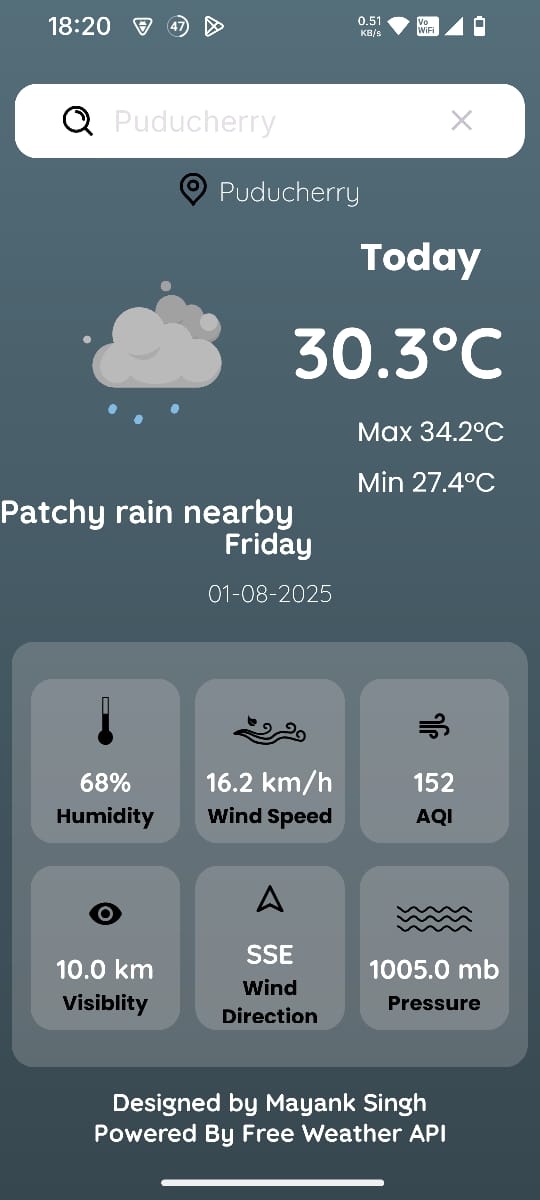 18:20
47
0.51
KB/s
Vo
WiFi
Puducherry
Puducherry
Today
30.3°C
Max 34.2°C
Min 27.4°C
Patchy rain nearby
Friday
01-08-2025
68%
Humidity
16.2 km/h
Wind Speed
152
AQI
10.0 km
Visiblity
SSE
Wind
Direction
1005.0 mb
Pressure
Designed by Mayank Singh
Powered By Free Weather API